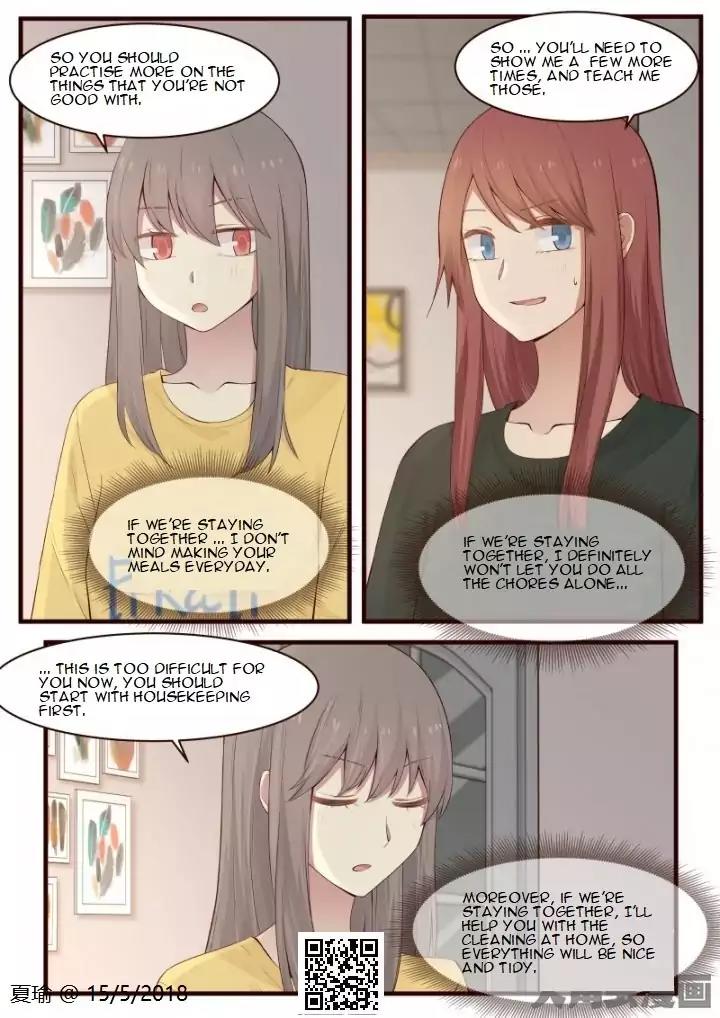 SO YOU SHOULD
PRACTISE MORE ON THE
THINGS THAT YOU'RE NOT
GOOD WITH.
IF WE'RE STAYING
TOGETHER ... I DON'T
MIND MAKING YOUR
MEALS EVERYDAY.
SO ... YOU'LL NEED TO
SHOW ME A FEW MORE
TIMES, AND TEACH ME
THOSE.
IF WE'RE STAYING
TOGETHER, I DEFINITELY
WON'T LET YOU DO ALL
THE CHORES ALONE...
... THIS IS TOO DIFFICULT FOR
YOU NOW, YOU SHOULD
START WITH HOUSEKEEPING
FIRST.
MOREOVER, IF WE'RE
STAYING TOGETHER, I'LL
HELP YOU WITH THE
CLEANING AT HOME, SO
EVERYTHING WILL BE NICE
AND TIDY.
夏瑜 @ 15/5/2018